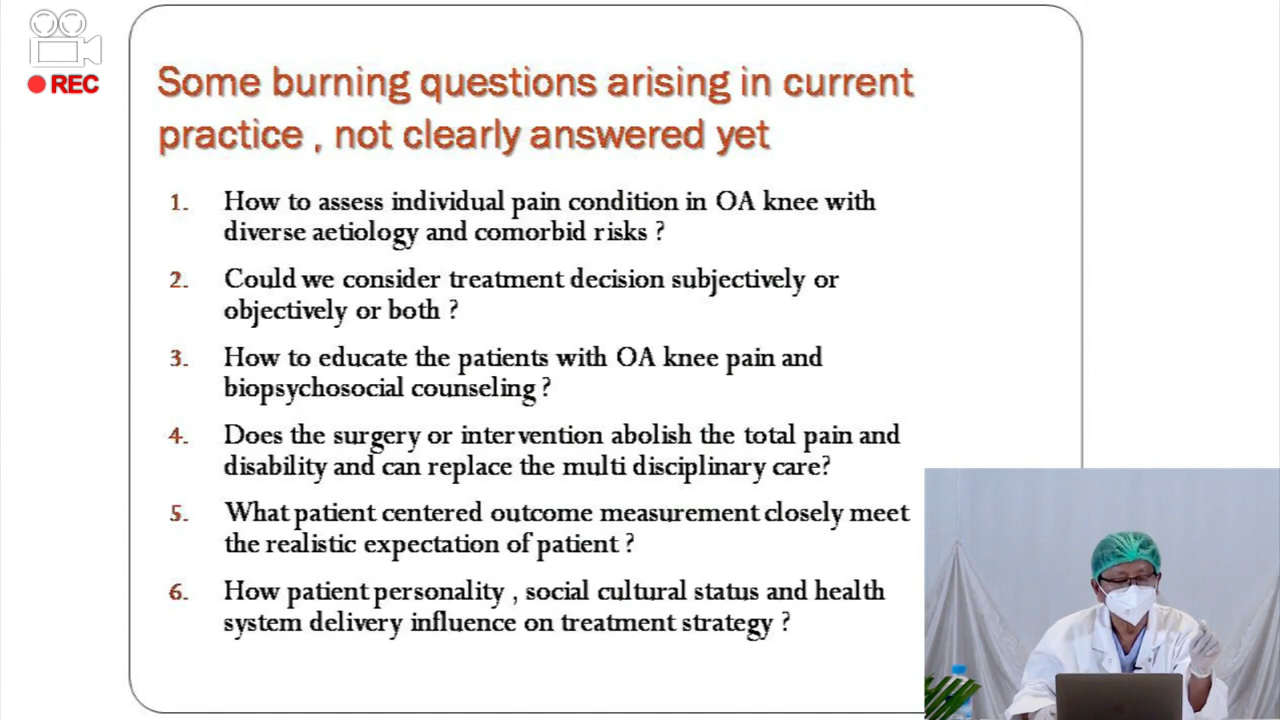 REC
Some burning questions arising in current
practice , not clearly answered yet
1. How to assess individual pain condition in OA knee with
diverse aetiology and comorbid risks ?
2. Could we consider treatment decision subjectively or
objectively or both ?
3. How to educate the patients with OA knee pain and
biopsychosocial counseling ?
4. Does the surgery or intervention abolish the total pain and
disability and can replace the multi disciplinary care?
5. What patient centered outcome measurement closely meet
the realistic expectation of patient ?
6. How patient personality , social cultural status and health
system delivery influence on treatment strategy ?